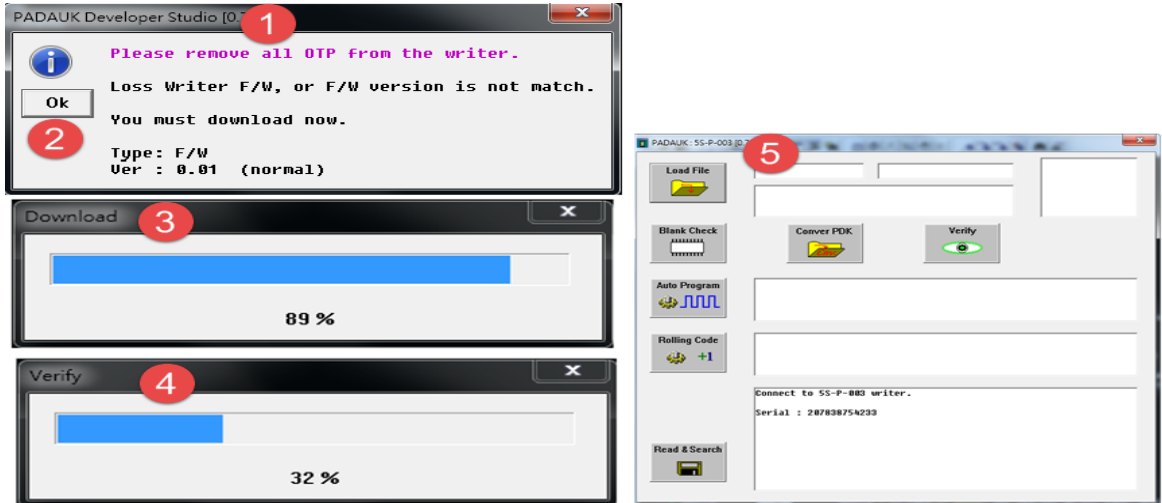 PADAUK Developer Studio [0.
1
Please remove all OTP from the writer.
Loss Writer F/W, or F/W version is not match.
Ok
You must download now.
2
Type: F/W
Ver : 0.01 (normal)
Download
3
89 %
Verify
4
32 %
PADAUK : 5S-P-003 [0.
5
Load File
Blank Check
Conver PDK
Verify
Auto Program
Rolling Code
+1
Connect to 5S-P-003 writer.
Serial : 207838754233
Read & Search